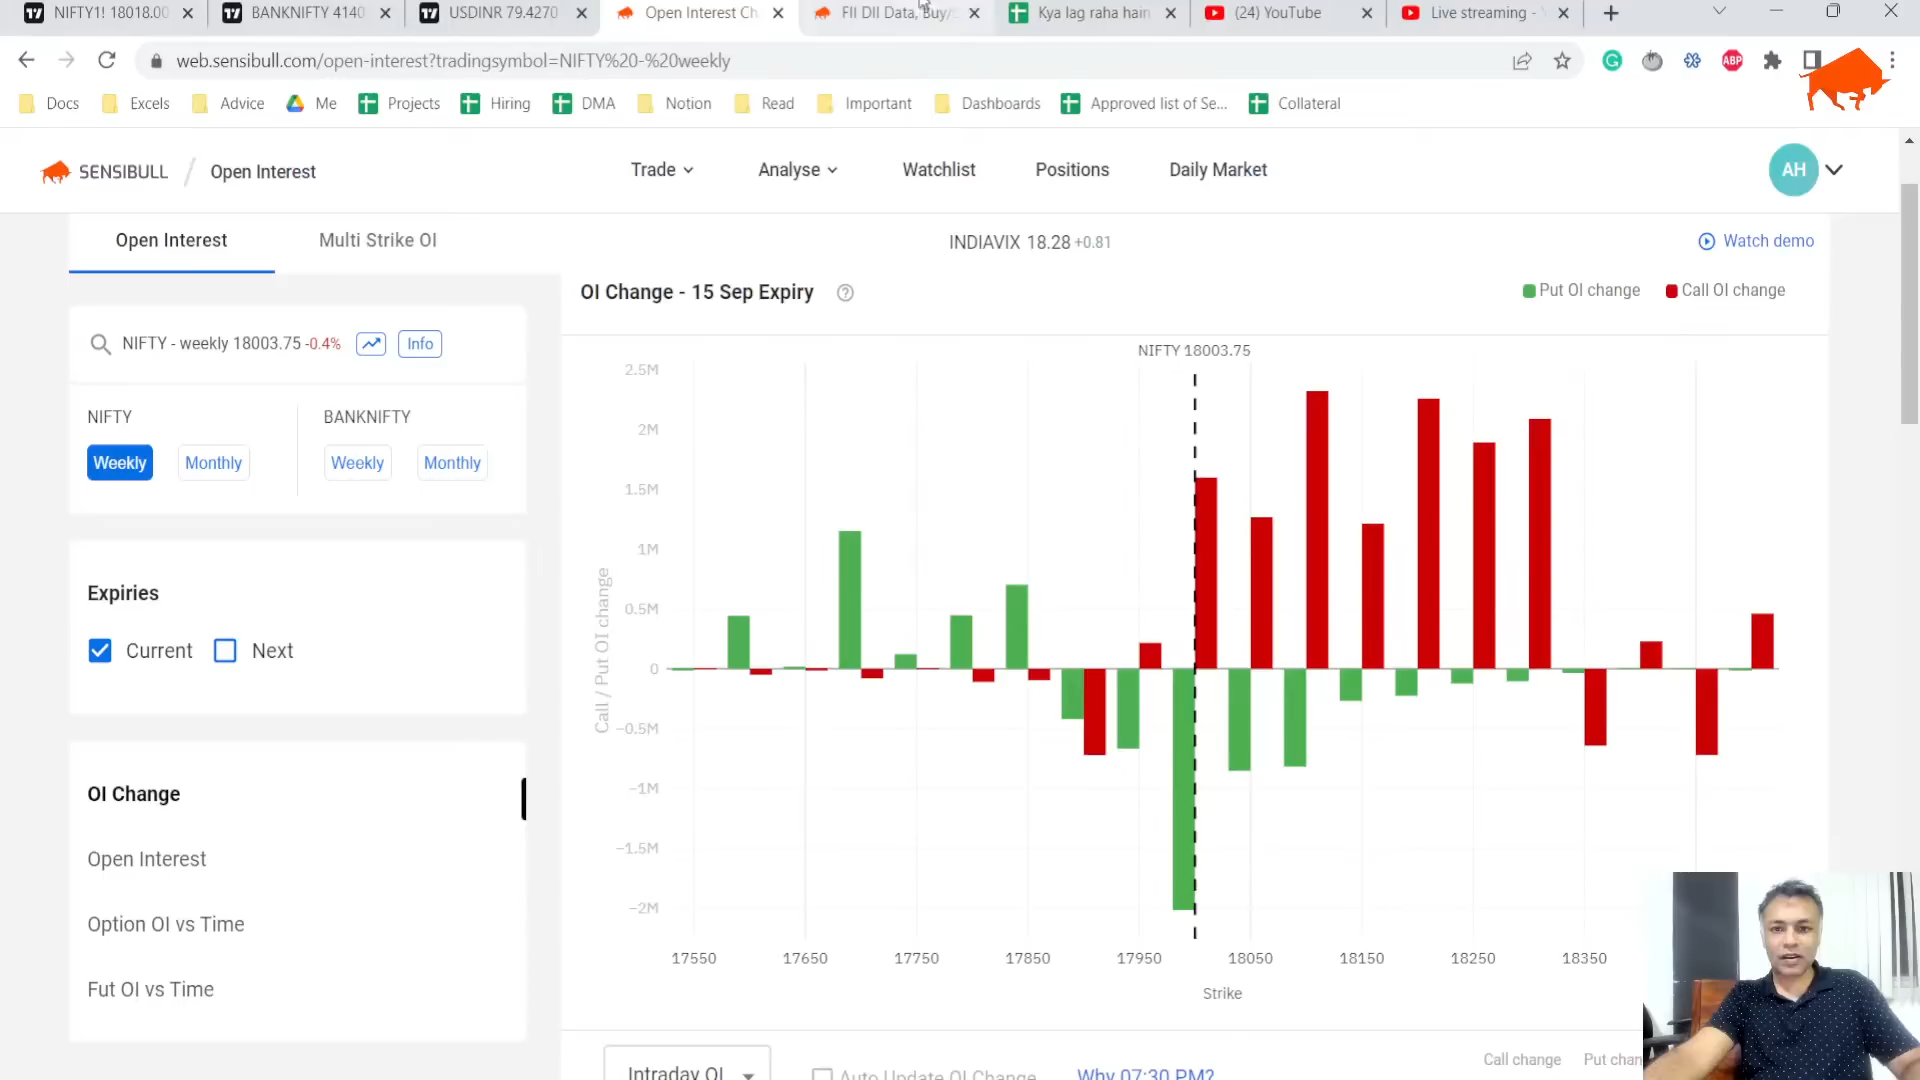 NIFTY1! 18018.00
BANKNIFTY 4140
USDINR 79.4270
Open Interest Ch
FII DII Data, Buy/S
Kya lag raha hain
(24) YouTube
Live streaming -
web.sensibull.com/open-interest?tradingsymbol=NIFTY%20-%20weekly
G
ABP
Docs
Excels
Advice
Me
Projects
Hiring
DMA
Notion
Read
Important
Dashboards
Approved list of Se...
Collateral
SENSIBULL / Open Interest
Trade
Analyse
Watchlist
Positions
Daily Market
AH
Open Interest
Multi Strike OI
INDIAVIX 18.28 +0.81
Watch demo
OI Change - 15 Sep Expiry ?
Put OI change
Call OI change
NIFTY - weekly 18003.75 -0.4%
Info
NIFTY
BANKNIFTY
Weekly
Monthly
Weekly
Monthly
Expiries
Current
Next
OI Change
Open Interest
Option OI vs Time
Fut OI vs Time
NIFTY 18003.75
2.5M
2M
1.5M
1M
0.5M
0
−0.5M
−1M
−1.5M
−2M
Call / Put OI change
17550
17650
17750
17850
17950
18050
18150
18250
18350
Strike
Intraday OI
Auto Update OI Change
Why 07:30 PM?
Call change
Put chan